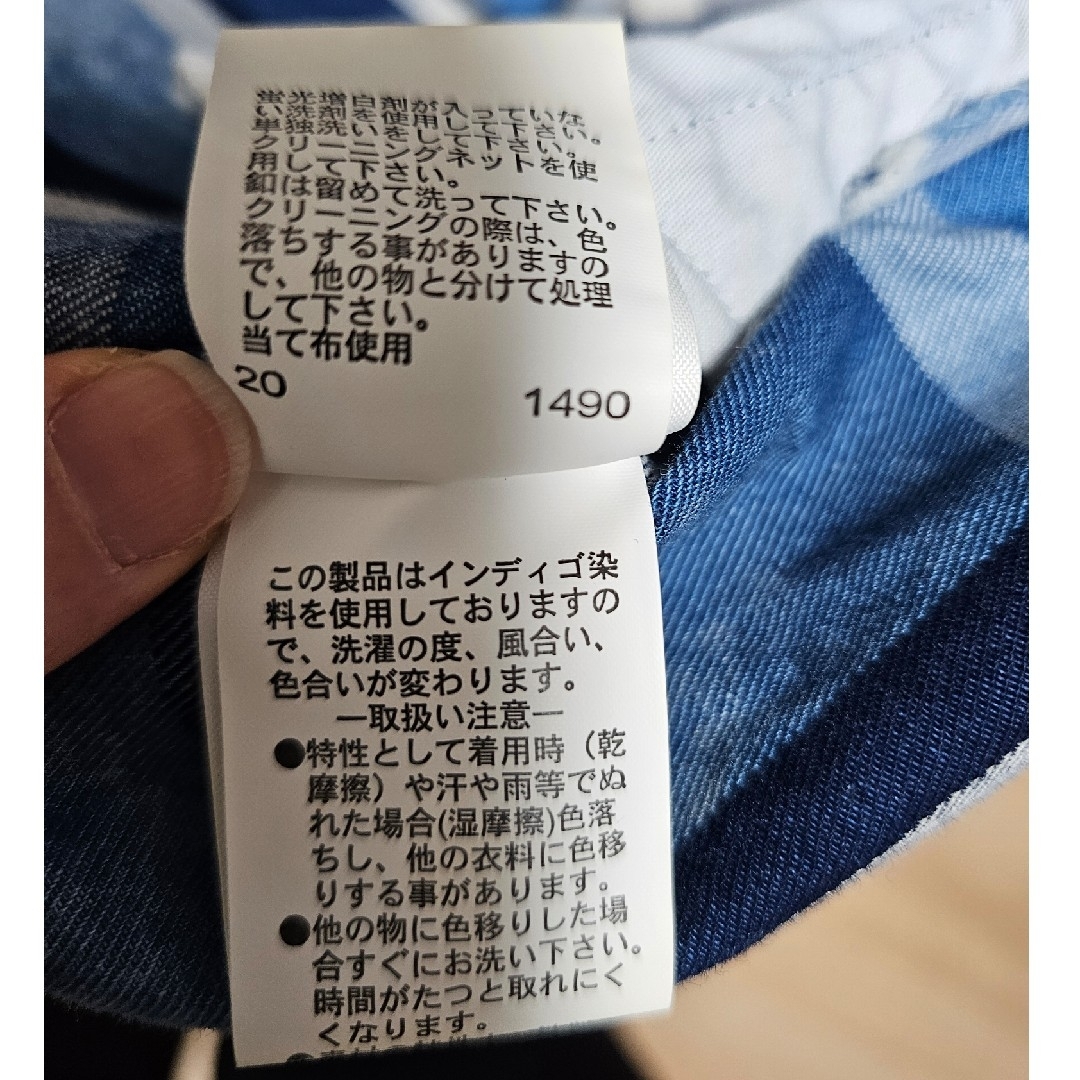 蛍光増白剤が入っていな
い洗剤を使用して下さい。
単独洗いをして下さい。
クリーニングネットを使
用して下さい。
釦は留めて洗って下さい。
クリーニングの際は、色
落ちする事がありますの
で、他の物と分けて処理
して下さい。
当て布使用
20 1490
この製品はインディゴ染
料を使用しておりますの
で、洗濯の度、風合い、
色合いが変わります。
―取扱い注意―
●特性として着用時（乾
摩擦）や汗や雨等でぬ
れた場合(湿摩擦)色落
ちし、他の衣料に色移
りする事があります。
●他の物に色移りした場
合すぐにお洗い下さい。
時間がたつと取れにく
くなります。